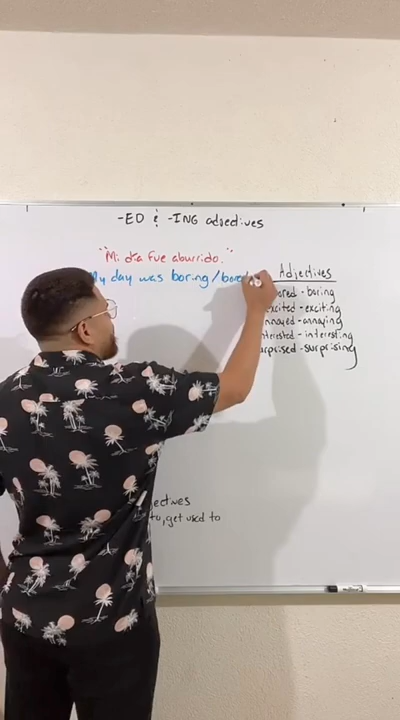 -ED & -ING adjectives
"Mi día fue aburrido."
My day was boring/bored
Adjectives
bored - boring
excited - exciting
annoyed - annoying
interested - interesting
surprised - surprising
ectives
to, get used to